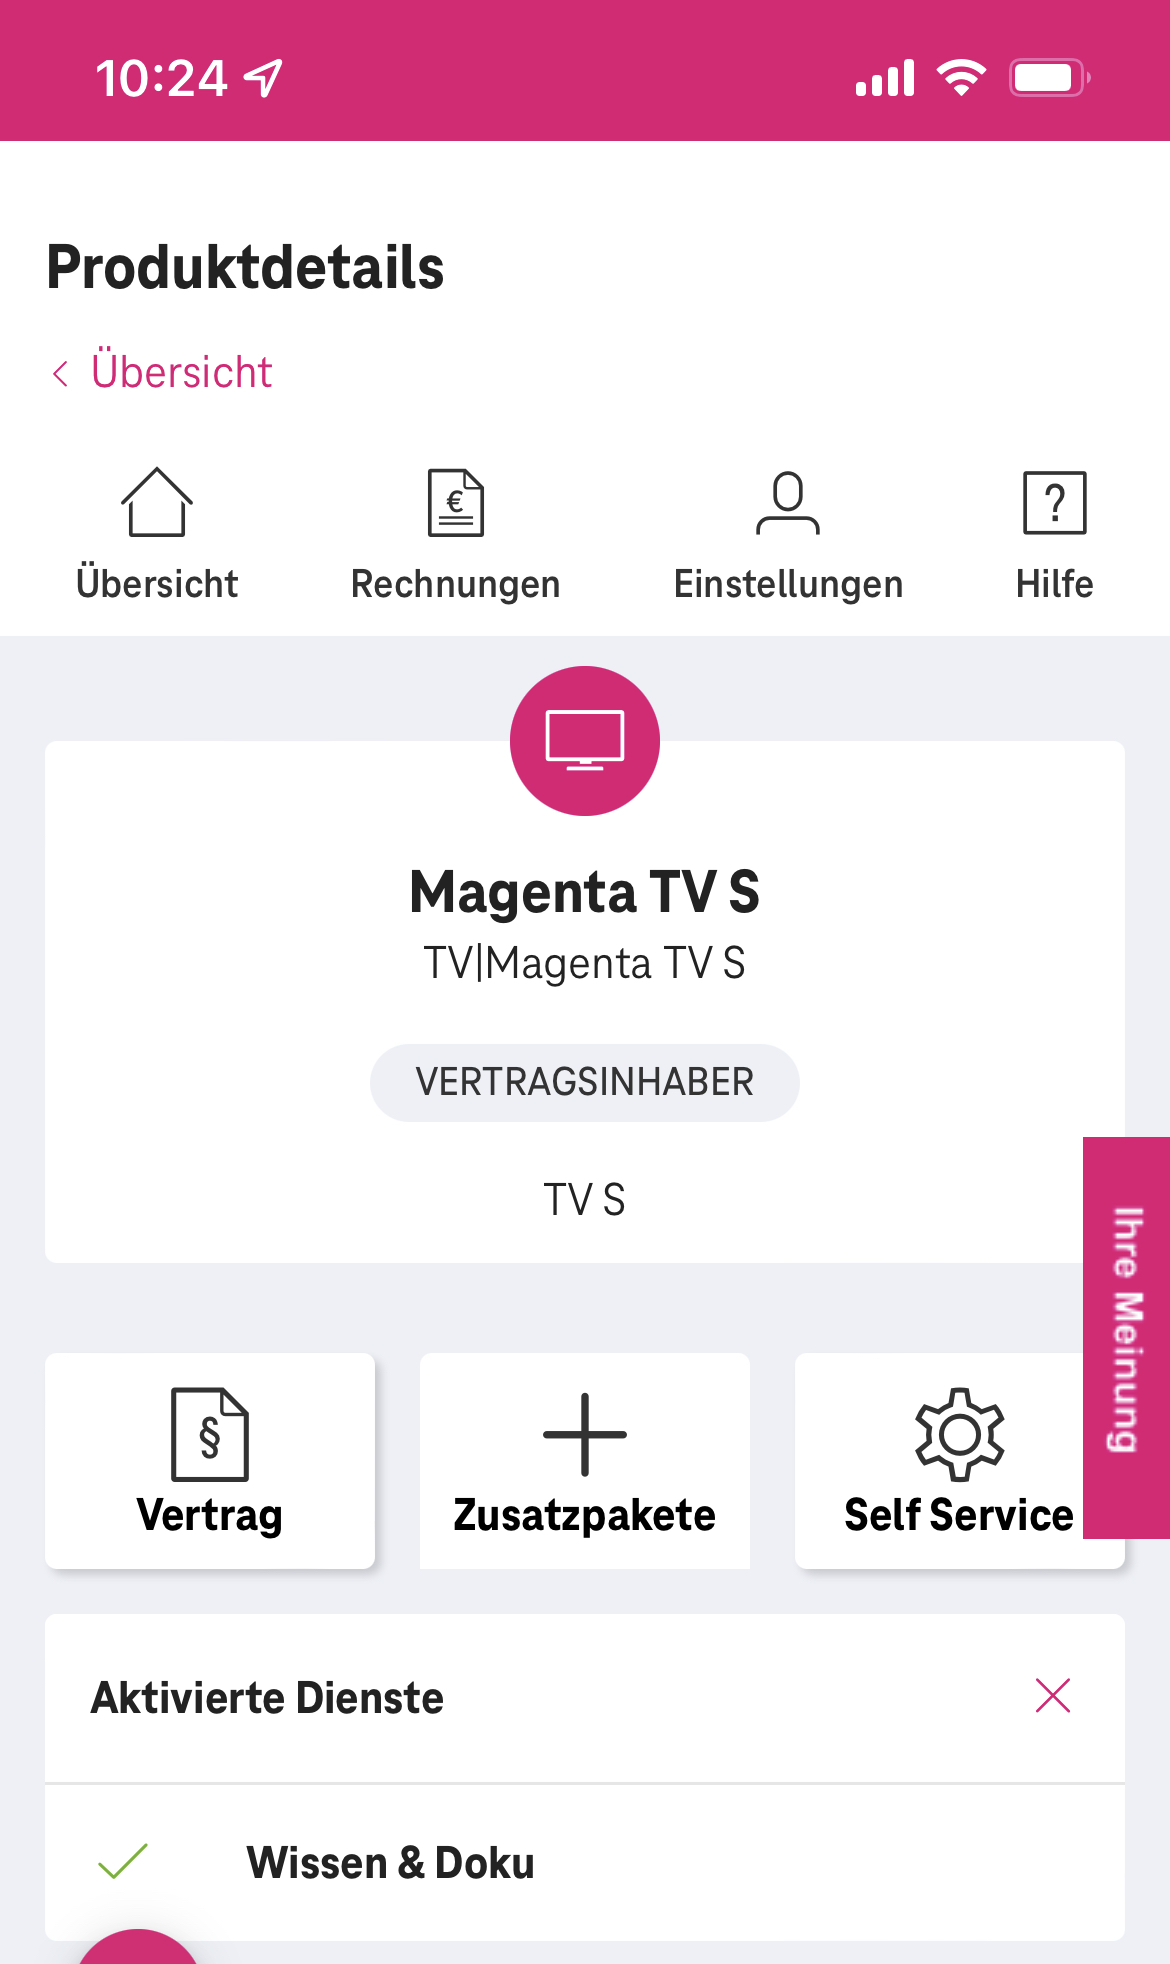 10:24
Produktdetails
Übersicht
Übersicht Rechnungen Einstellungen Hilfe
€
?
Magenta TV S
TV|Magenta TV S
VERTRAGSINHABER
TV S
Ihre Meinung
§
Vertrag Zusatzpakete Self Service
Aktivierte Dienste
Wissen & Doku